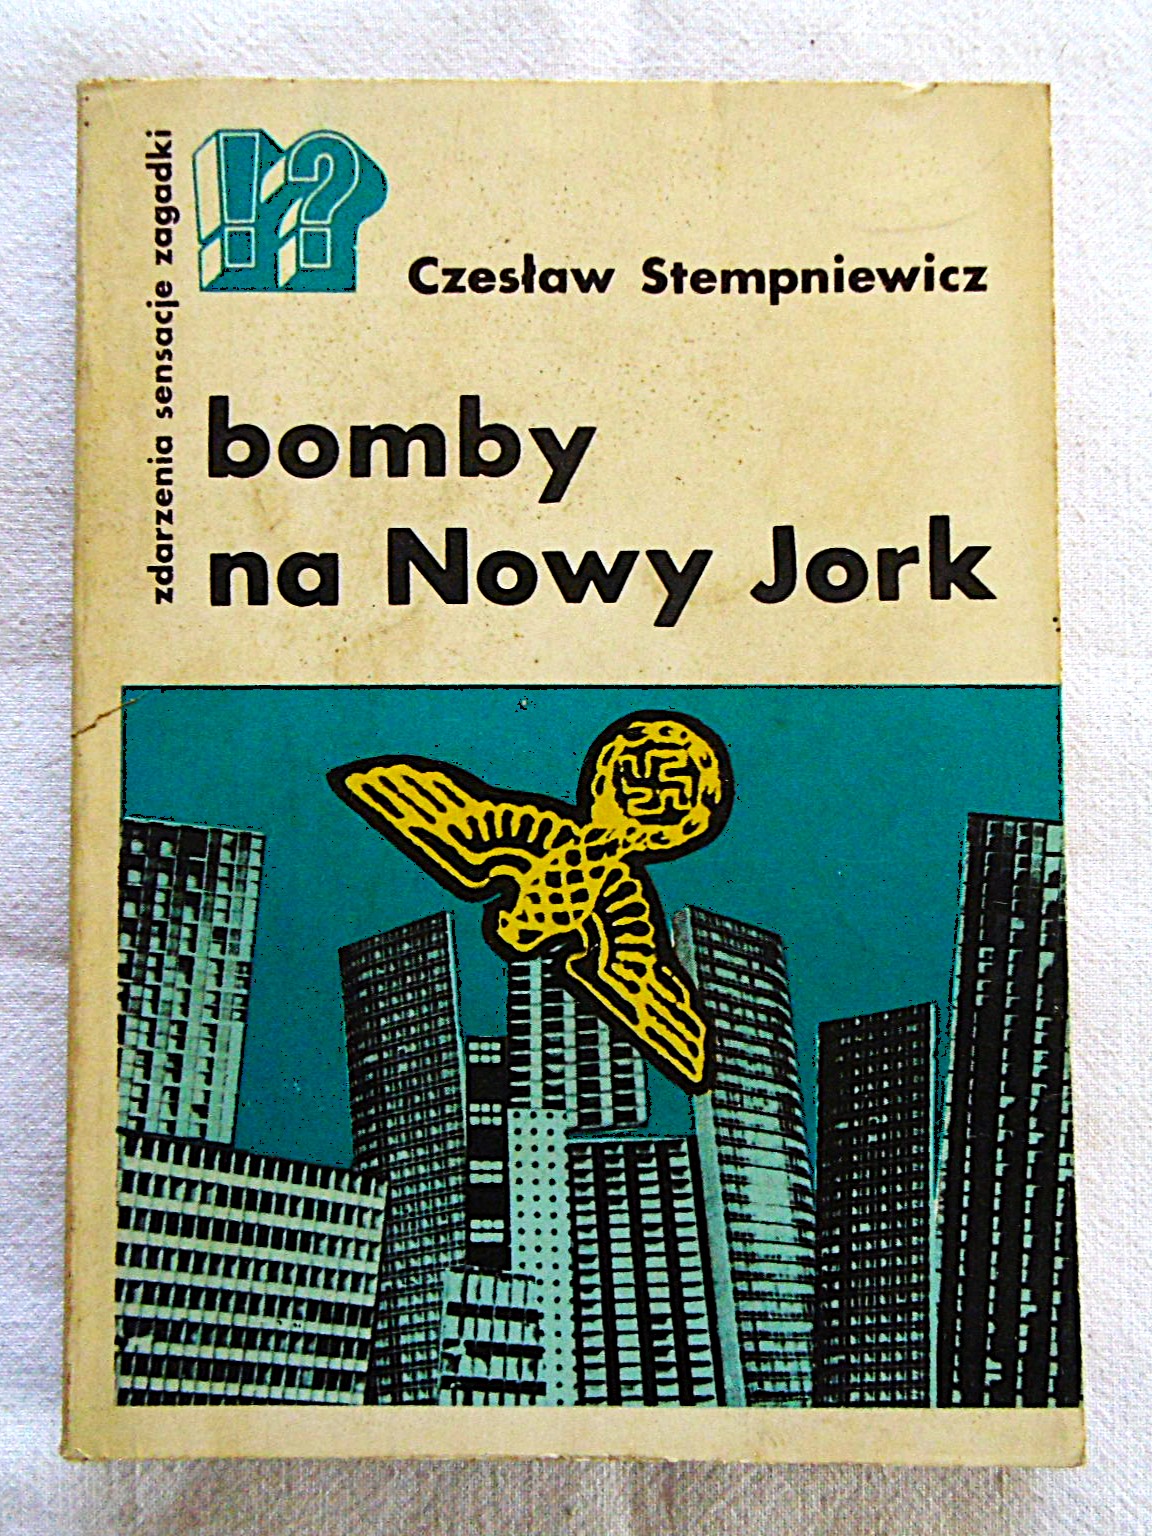 !?
zdarzenia sensacje zagadki
Czesław Stempniewicz
bomby
na Nowy Jork